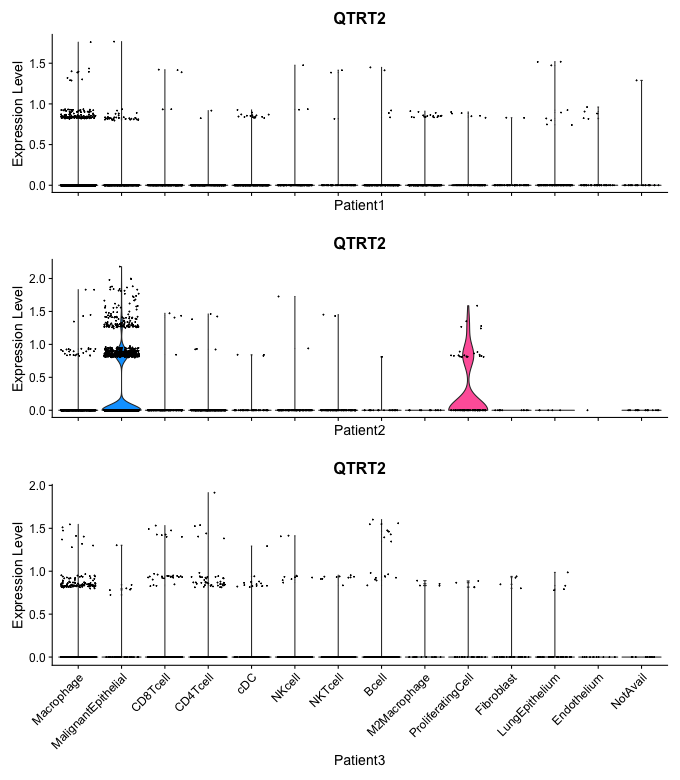 QTRT2
1.5
1.0
0.5
0.0
Expression Level
Patient1
QTRT2
2.0
1.5
1.0
0.5
0.0
Expression Level
Patient2
QTRT2
2.0
1.5
1.0
0.5
0.0
Expression Level
Macrophage
MalignantEpithelial
CD8Tcell
CD4Tcell
cDC
NKcell
NKTcell
Bcell
M2Macrophage
ProliferatingCell
Fibroblast
LungEpithelium
Endothelium
NotAvail
Patient3